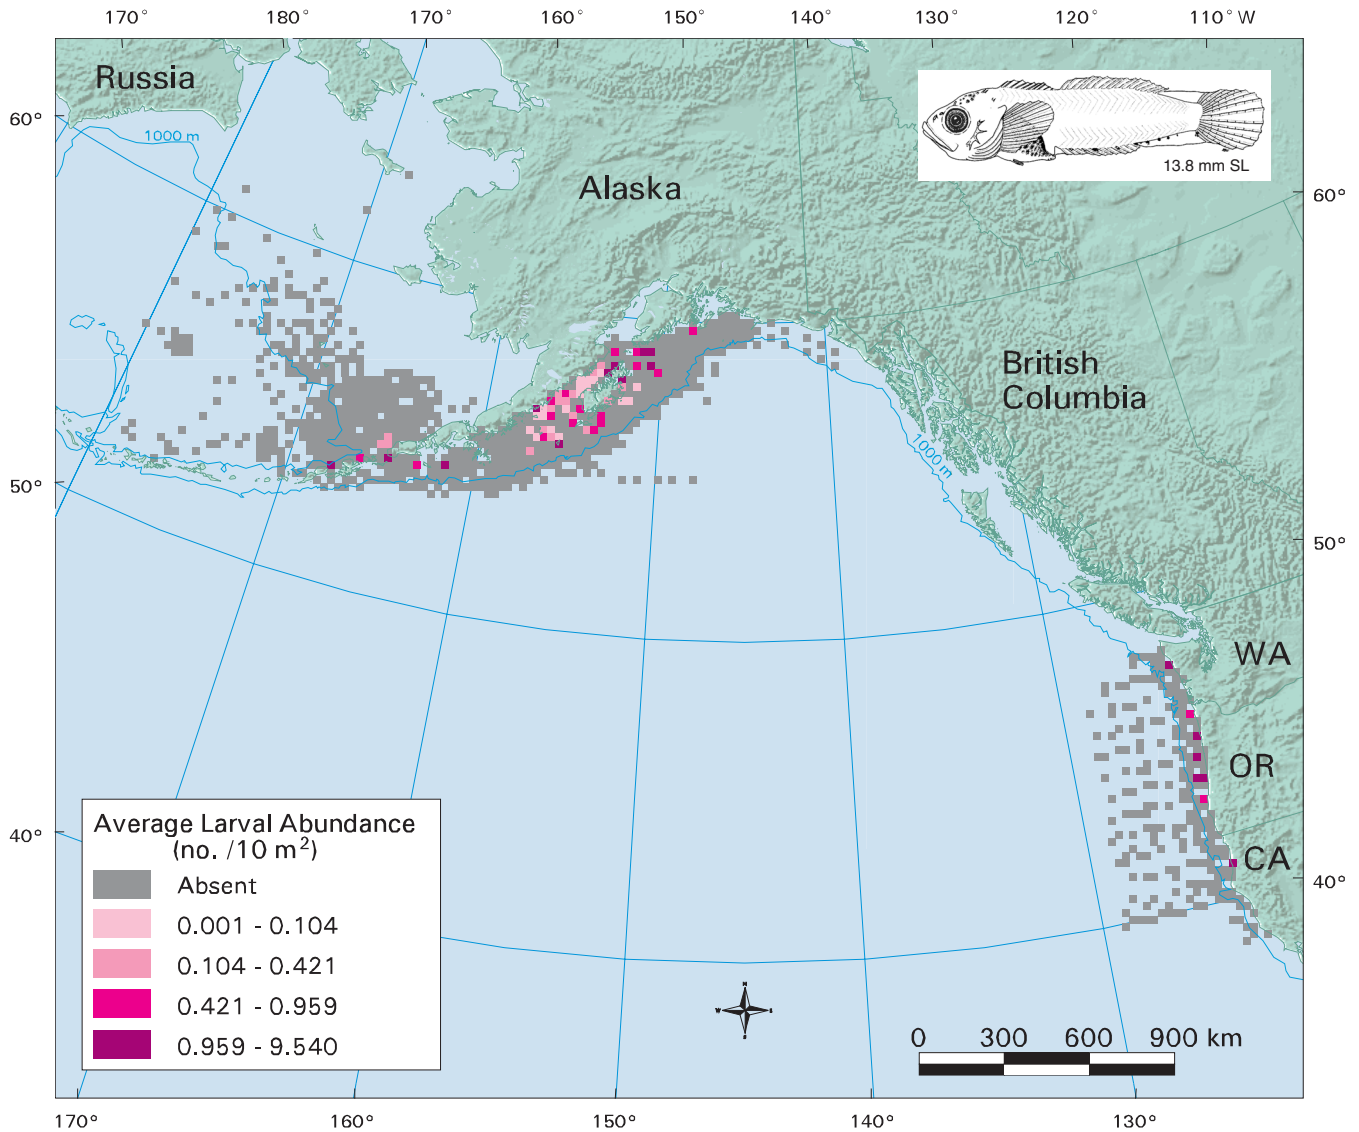 170° 180° 170° 160° 150° 140° 130° 120° 110° W
Russia
60°
1000 m
Alaska
13.8 mm SL
60°
British
Columbia
1000 m
50°
50°
WA
OR
CA
40°
40°
Average Larval Abundance
(no. /10 m²)
Absent
0.001 - 0.104
0.104 - 0.421
0.421 - 0.959
0.959 - 9.540
N
W
S
0 300 600 900 km
170° 160° 150° 140° 130°